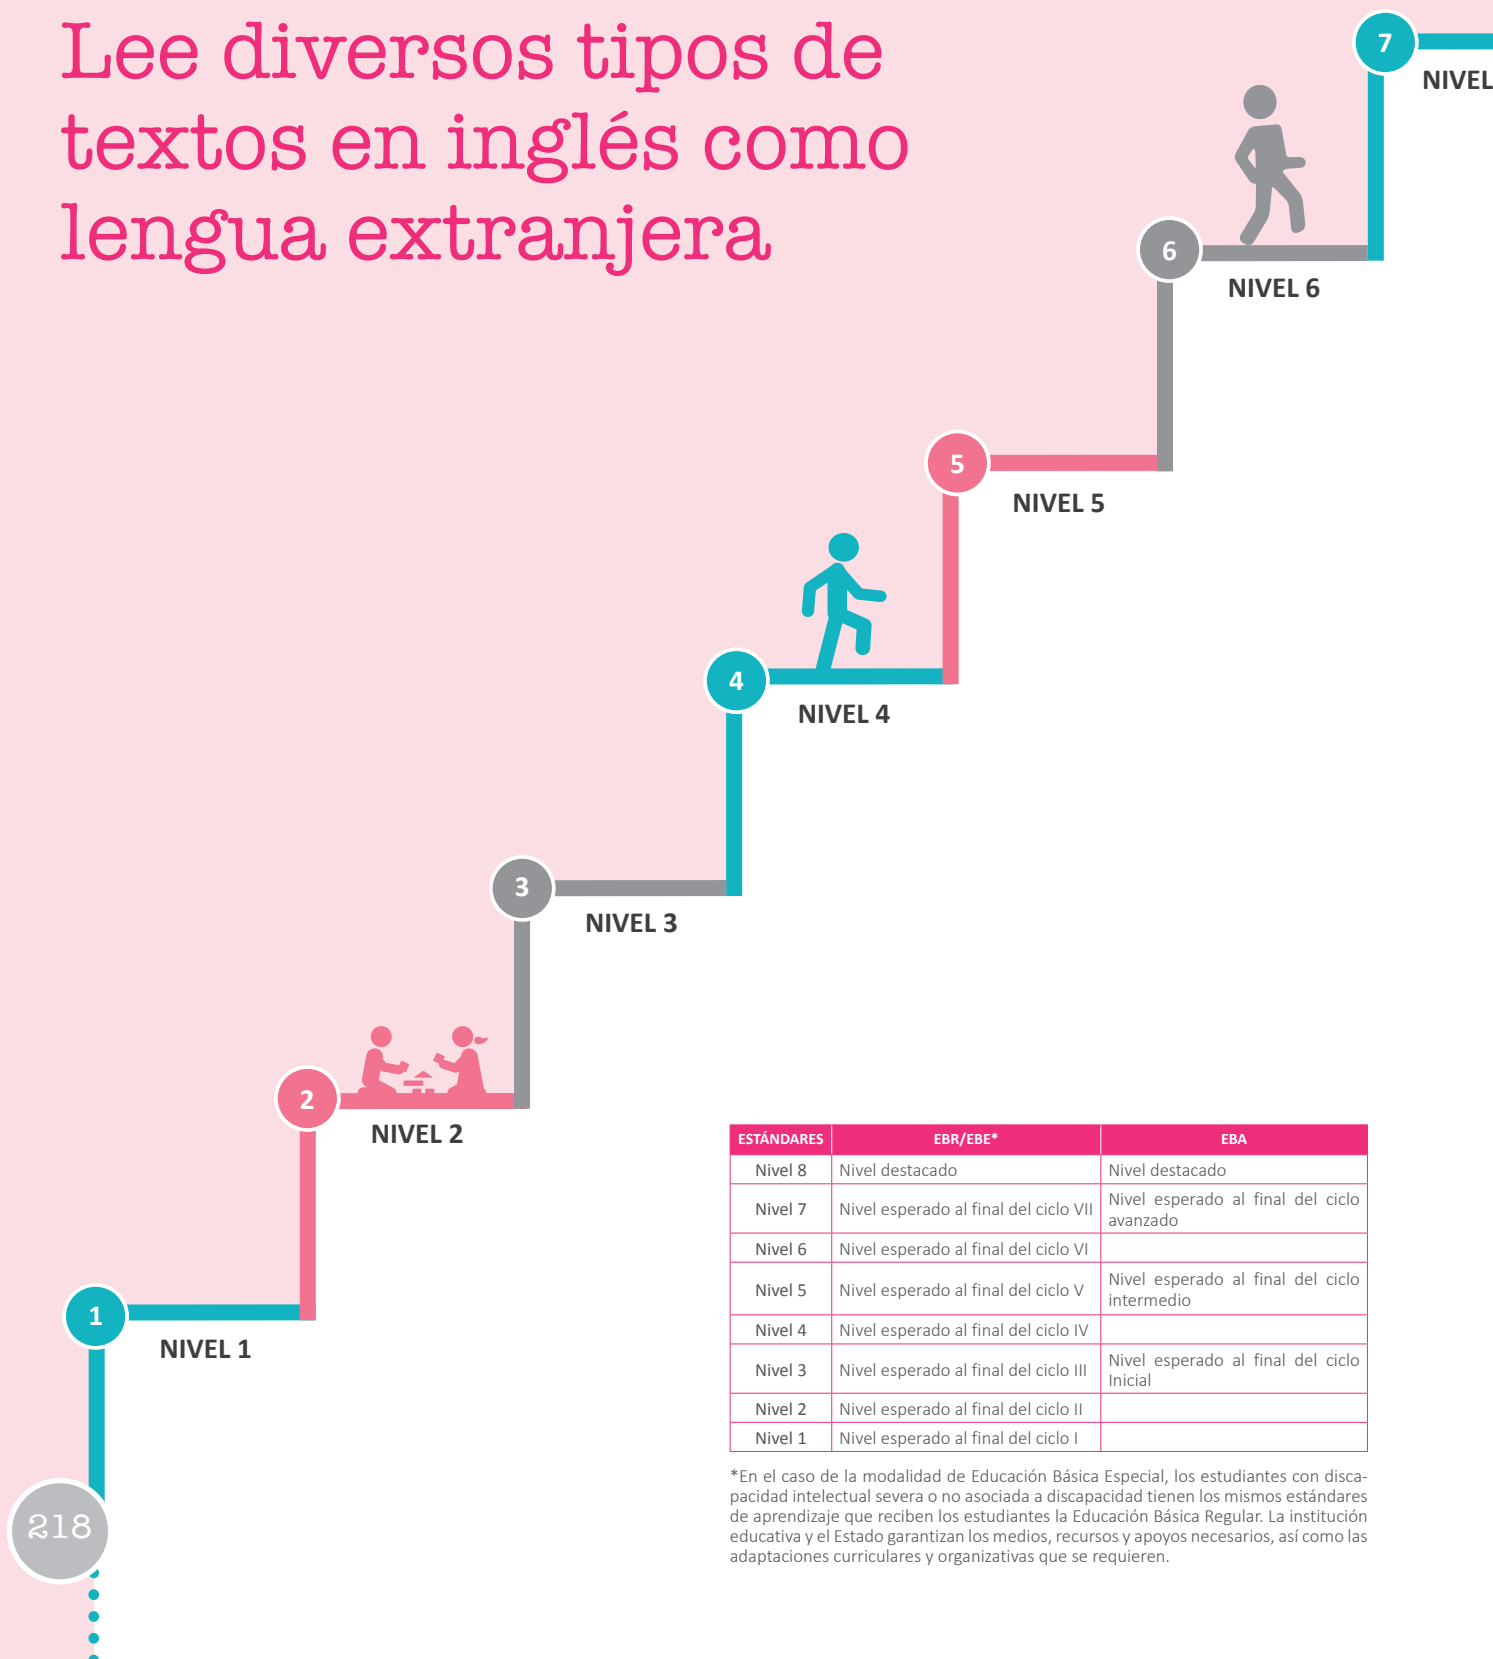 Lee diversos tipos de
textos en inglés como
lengua extranjera
7
NIVEL
6
NIVEL 6
5
NIVEL 5
4
NIVEL 4
3
NIVEL 3
2
NIVEL 2
1
NIVEL 1
ESTÁNDARES EBR/EBE* EBA
Nivel 8 Nivel destacado Nivel destacado
Nivel 7 Nivel esperado al final del ciclo VII Nivel esperado al final del ciclo
avanzado
Nivel 6 Nivel esperado al final del ciclo VI
Nivel 5 Nivel esperado al final del ciclo V Nivel esperado al final del ciclo
intermedio
Nivel 4 Nivel esperado al final del ciclo IV
Nivel 3 Nivel esperado al final del ciclo III Nivel esperado al final del ciclo
Inicial
Nivel 2 Nivel esperado al final del ciclo II
Nivel 1 Nivel esperado al final del ciclo I
*En el caso de la modalidad de Educación Básica Especial, los estudiantes con disca-
pacidad intelectual severa o no asociada a discapacidad tienen los mismos estándares
de aprendizaje que reciben los estudiantes la Educación Básica Regular. La institución
educativa y el Estado garantizan los medios, recursos y apoyos necesarios, así como las
adaptaciones curriculares y organizativas que se requieren.
218